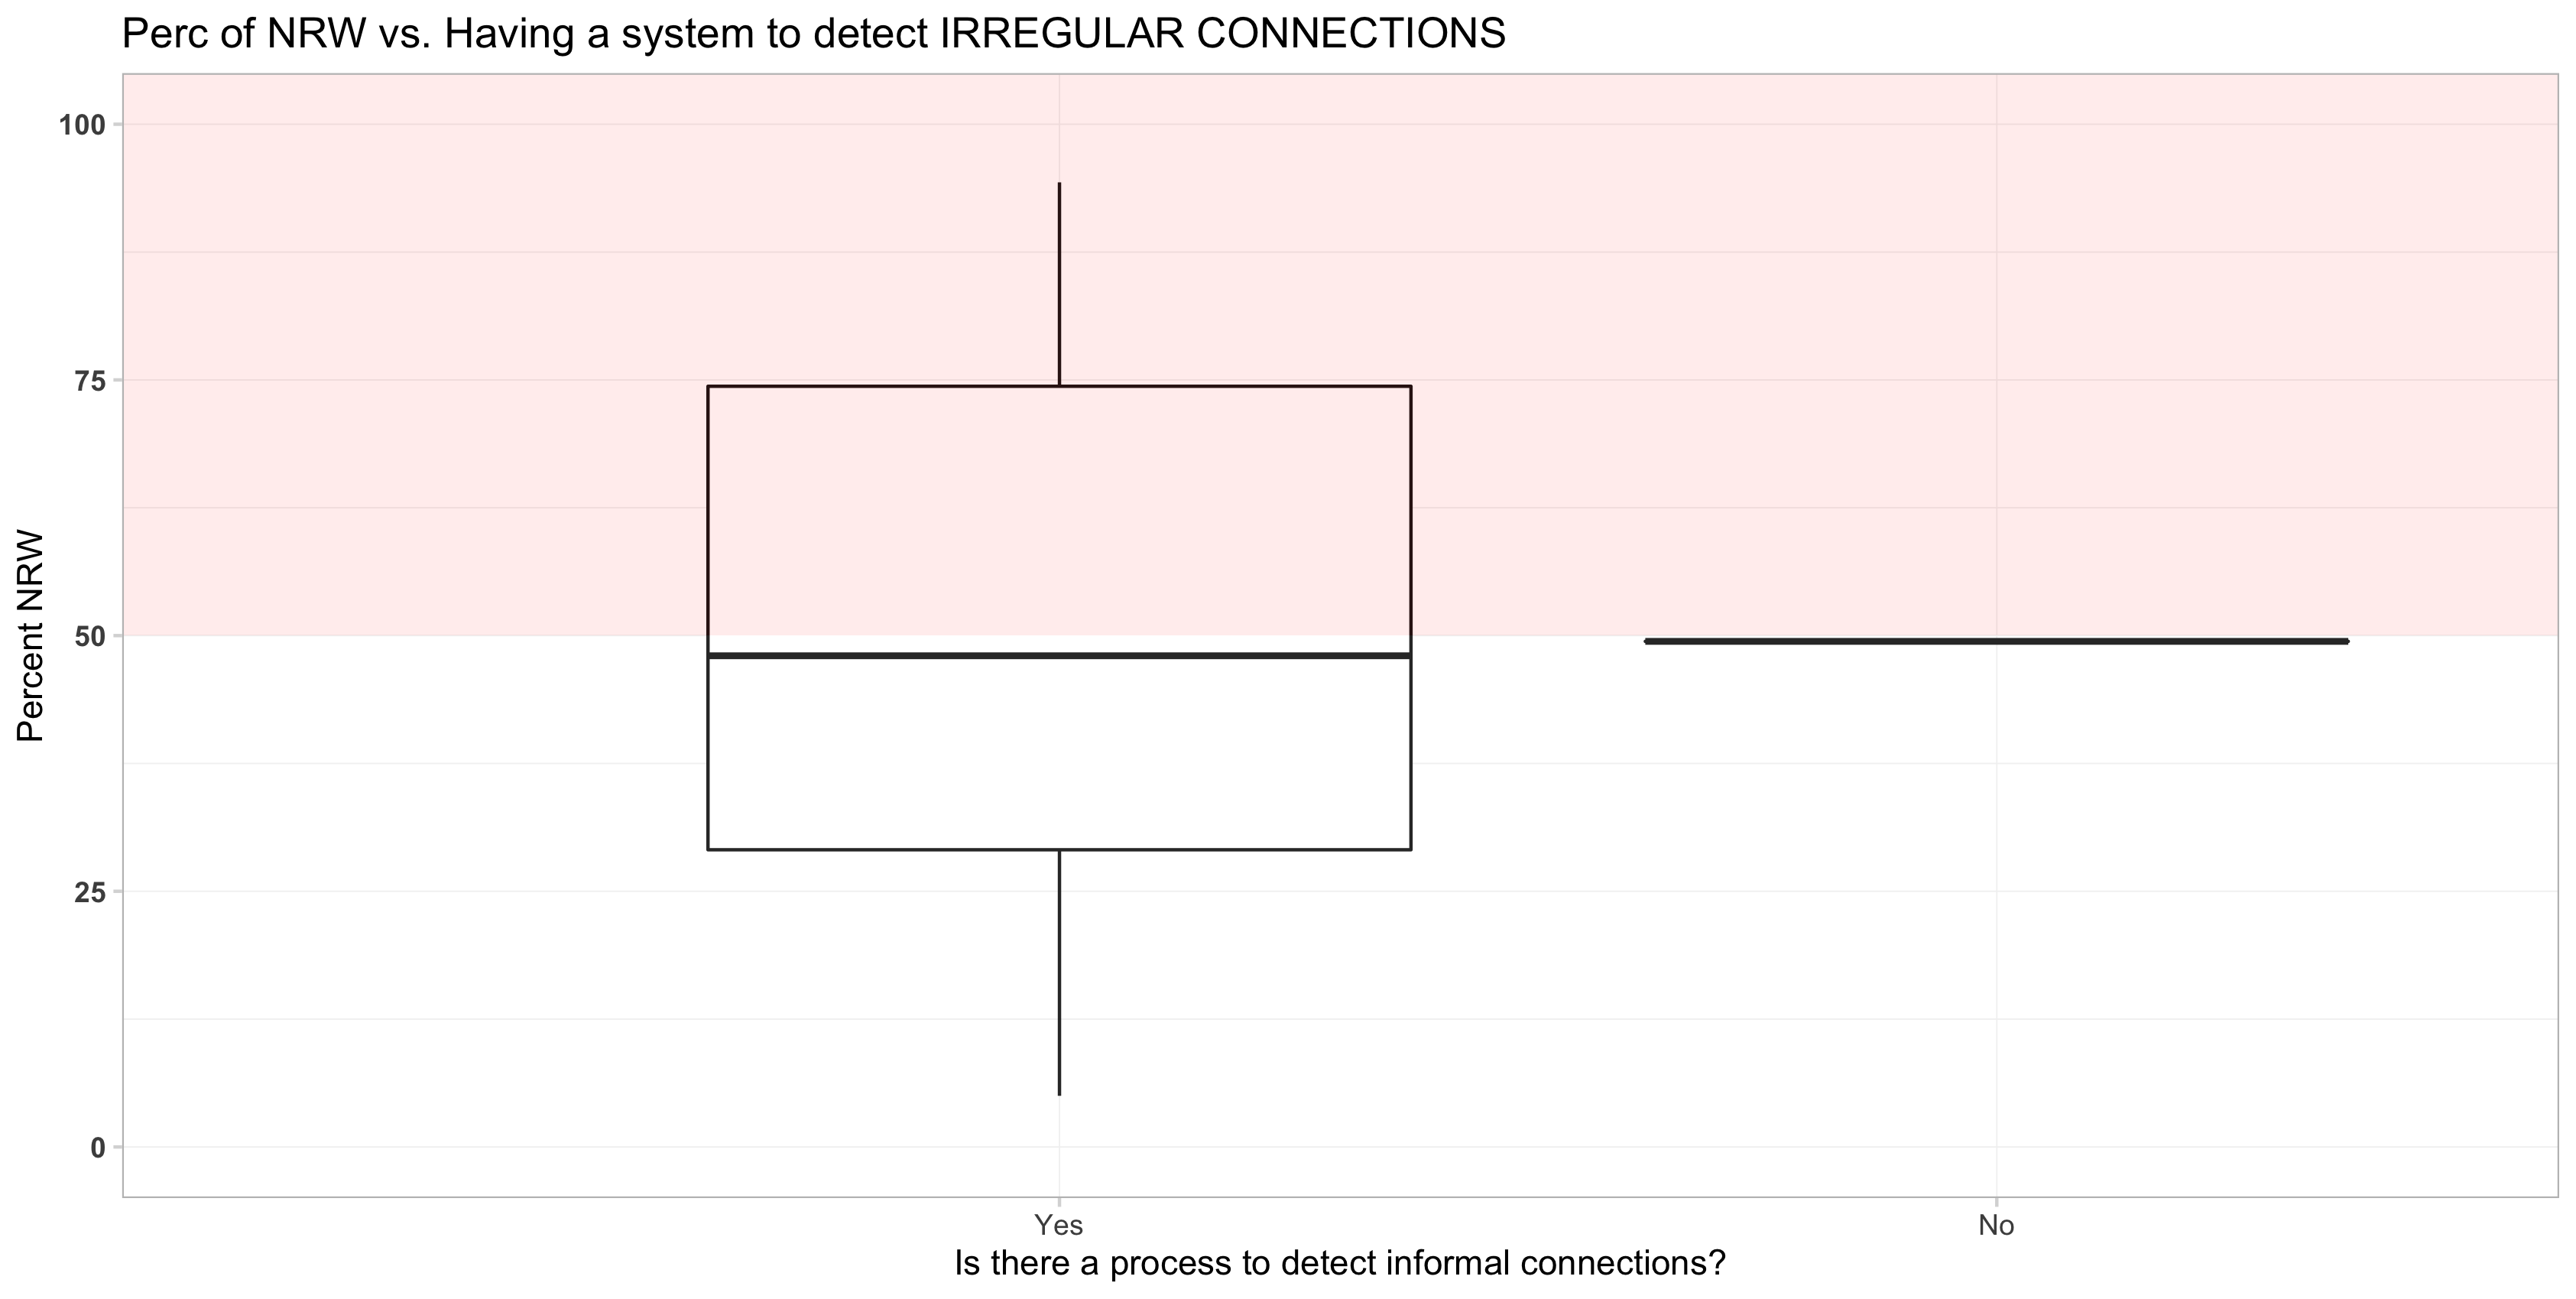 Perc of NRW vs. Having a system to detect IRREGULAR CONNECTIONS
Percent NRW
100
75
50
25
0
Yes No
Is there a process to detect informal connections?